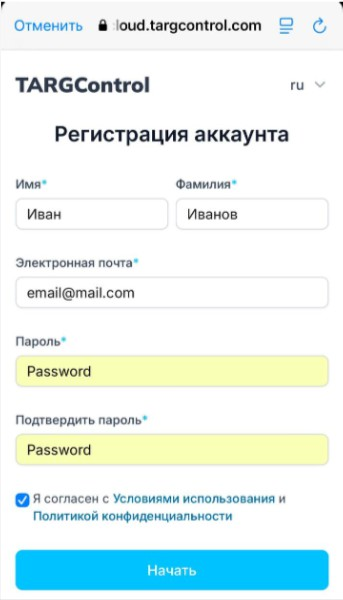 Отменить loud.targcontrol.com
TARGControl ru
Регистрация аккаунта
Имя* Фамилия*
Иван Иванов
Электронная почта*
email@mail.com
Пароль*
Password
Подтвердить пароль*
Password
Я согласен с Условиями использования и
Политикой конфиденциальности
Начать